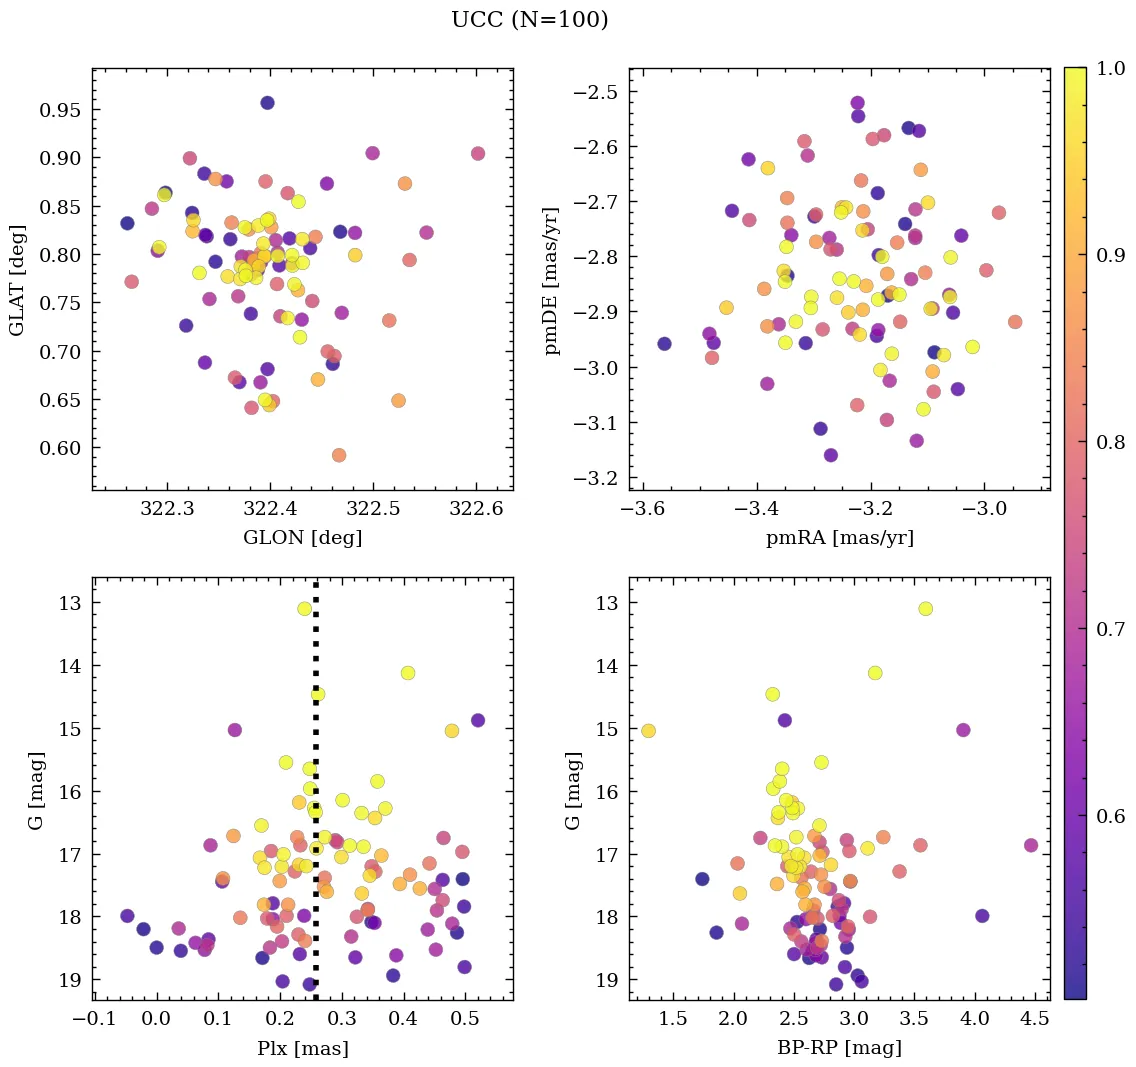 UCC (N=100)
0.95
0.90
0.85
0.80
0.75
0.70
0.65
0.60
GLAT [deg]
322.3 322.4 322.5 322.6
GLON [deg]
−2.5
−2.6
−2.7
−2.8
−2.9
−3.0
−3.1
−3.2
pmDE [mas/yr]
−3.6 −3.4 −3.2 −3.0
pmRA [mas/yr]
1.0
0.9
0.8
0.7
0.6
13
14
15
16
17
18
19
G [mag]
−0.1 0.0 0.1 0.2 0.3 0.4 0.5
Plx [mas]
13
14
15
16
17
18
19
G [mag]
1.5 2.0 2.5 3.0 3.5 4.0 4.5
BP-RP [mag]